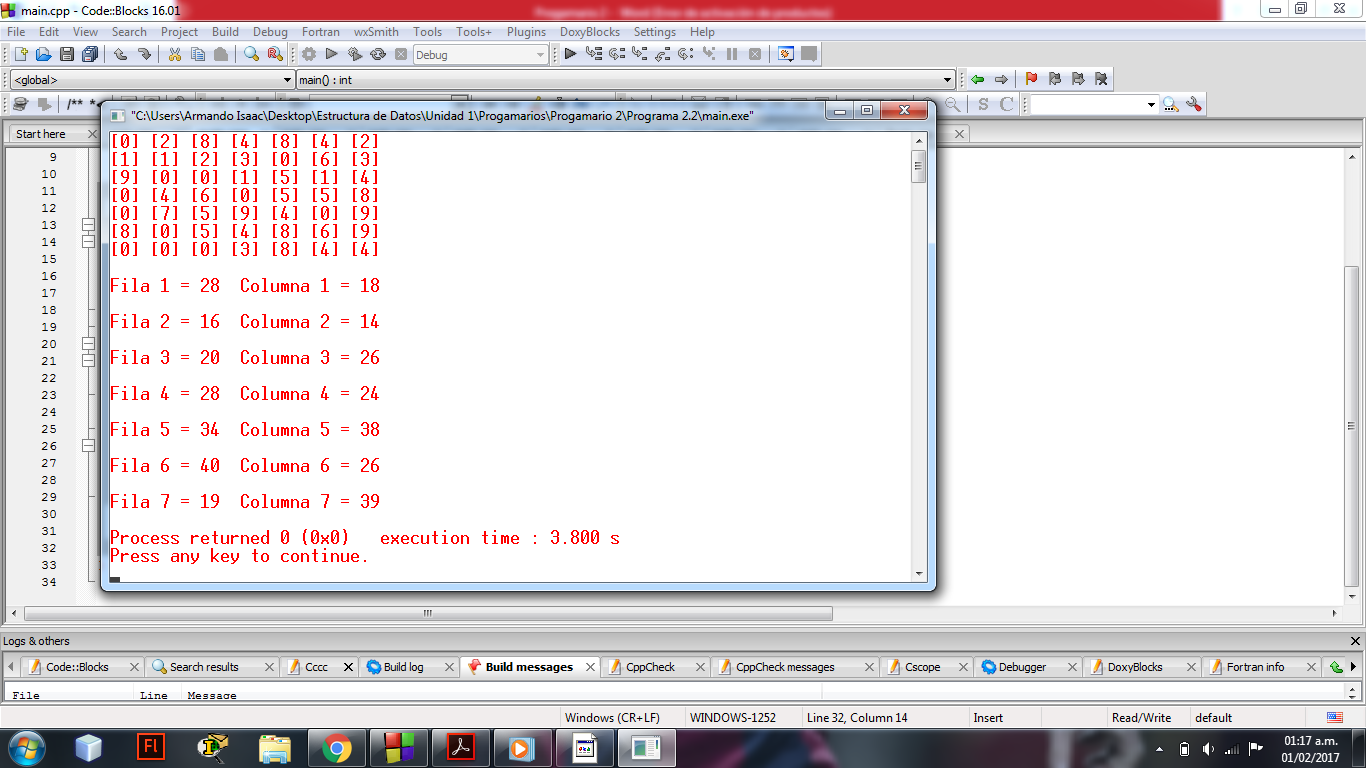 main.cpp - Code::Blocks 16.01
Progamario 2 - Word (Error de activación de productos)
File Edit View Search Project Build Debug Fortran wxSmith Tools Tools+ Plugins DoxyBlocks Settings Help
Debug
<global> main() : int
/** *
S C
"C:\Users\Armando Isaac\Desktop\Estructura de Datos\Unidad 1\Progamarios\Progamario 2\Programa 2.2\main.exe"
Start here
9
10
11
12
13
14
15
16
17
18
19
20
21
22
23
24
25
26
27
28
29
30
31
32
33
34
[0] [2] [8] [4] [8] [4] [2]
[1] [1] [2] [3] [0] [6] [3]
[9] [0] [0] [1] [5] [1] [4]
[0] [4] [6] [0] [5] [5] [8]
[0] [7] [5] [9] [4] [0] [9]
[8] [0] [5] [4] [8] [6] [9]
[0] [0] [0] [3] [8] [4] [4]
Fila 1 = 28 Columna 1 = 18
Fila 2 = 16 Columna 2 = 14
Fila 3 = 20 Columna 3 = 26
Fila 4 = 28 Columna 4 = 24
Fila 5 = 34 Columna 5 = 38
Fila 6 = 40 Columna 6 = 26
Fila 7 = 19 Columna 7 = 39
Process returned 0 (0x0) execution time : 3.800 s
Press any key to continue.
Logs & others
Code::Blocks Search results Cccc Build log Build messages CppCheck CppCheck messages Cscope Debugger DoxyBlocks Fortran info
File Line Message
Windows (CR+LF) WINDOWS-1252 Line 32, Column 14 Insert Read/Write default
Fl
01:17 a.m.
01/02/2017